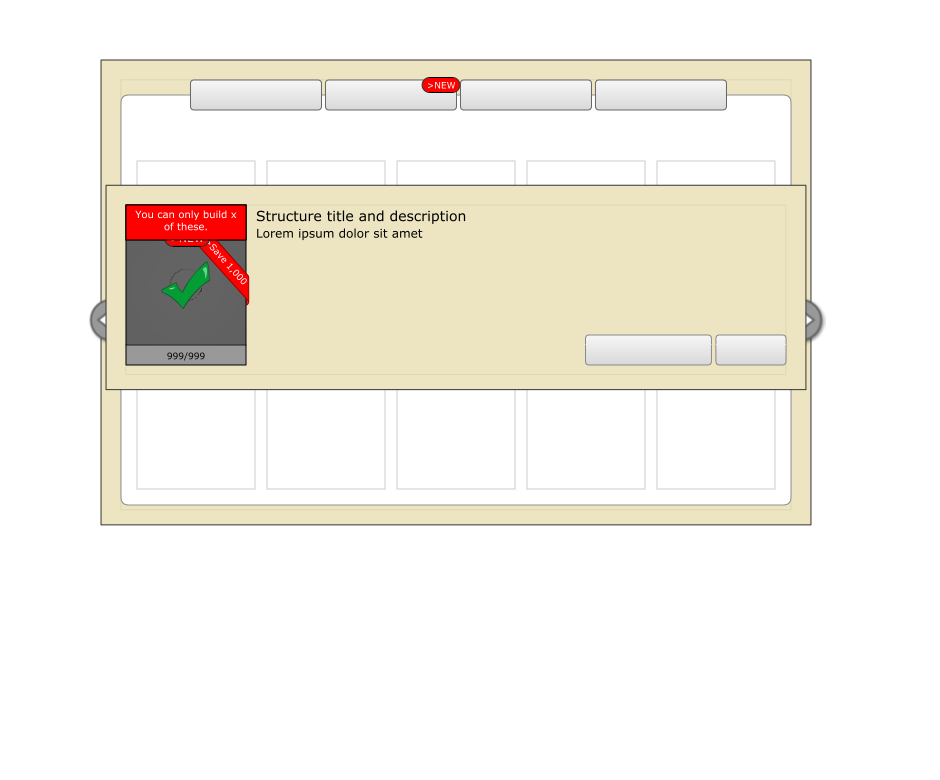 >NEW
You can only build x
of these.
Structure title and description
Lorem ipsum dolor sit amet
Save 1,000
999/999